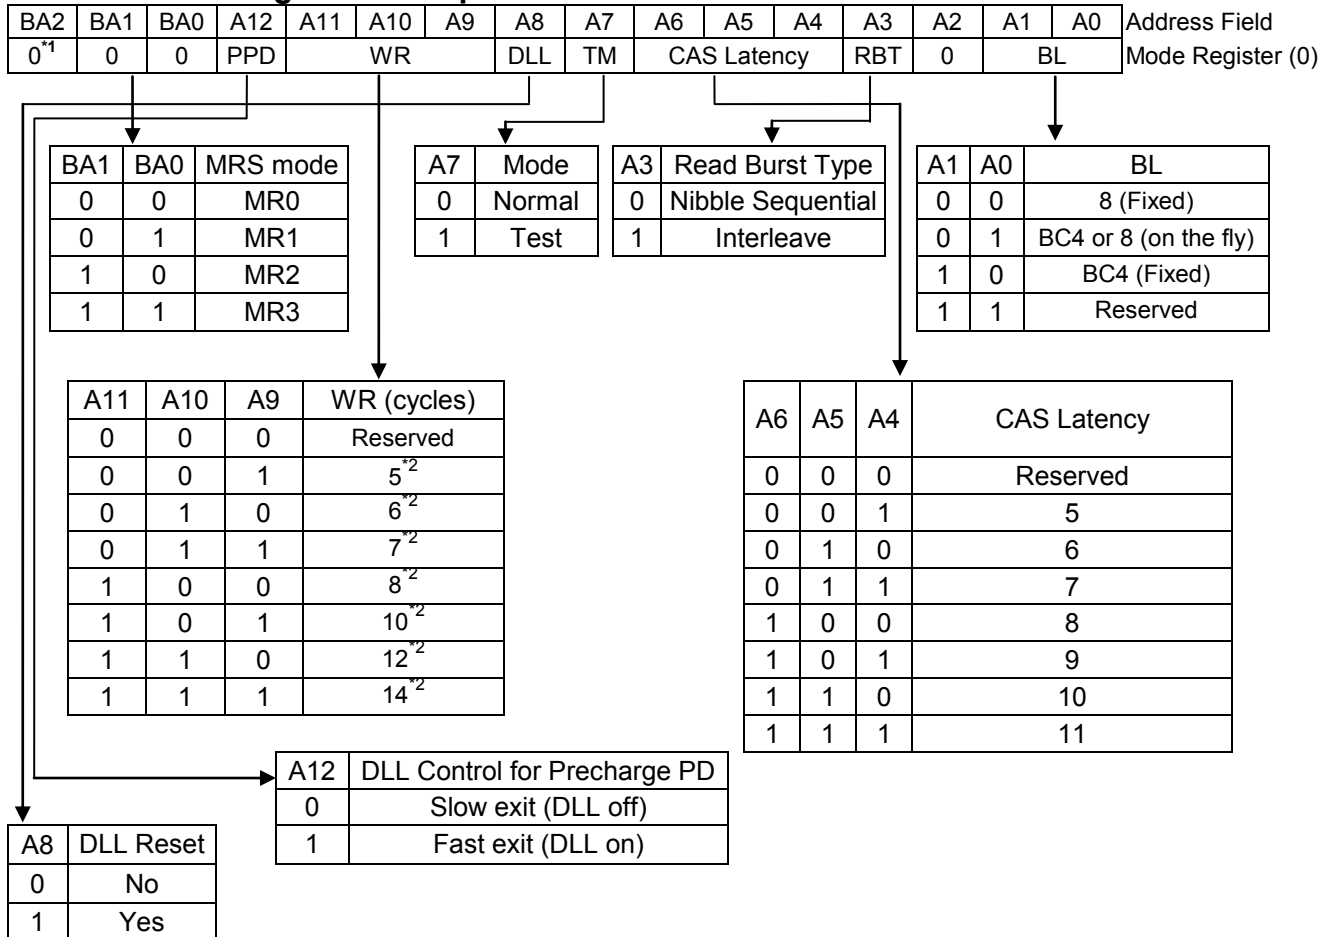 BA2 BA1 BA0 A12 A11 A10 A9 A8 A7 A6 A5 A4 A3 A2 A1 A0 Address Field
0*1 0 0 PPD WR DLL TM CAS Latency RBT 0 BL Mode Register (0)
BA1 BA0 MRS mode
0 0 MR0
0 1 MR1
1 0 MR2
1 1 MR3
A7 Mode
0 Normal
1 Test
A3 Read Burst Type
0 Nibble Sequential
1 Interleave
A1 A0 BL
0 0 8 (Fixed)
0 1 BC4 or 8 (on the fly)
1 0 BC4 (Fixed)
1 1 Reserved
A11 A10 A9 WR (cycles)
0 0 0 Reserved
0 0 1 5*2
0 1 0 6*2
0 1 1 7*2
1 0 0 8*2
1 0 1 10*2
1 1 0 12*2
1 1 1 14*2
A6 A5 A4 CAS Latency
0 0 0 Reserved
0 0 1 5
0 1 0 6
0 1 1 7
1 0 0 8
1 0 1 9
1 1 0 10
1 1 1 11
A12 DLL Control for Precharge PD
0 Slow exit (DLL off)
1 Fast exit (DLL on)
A8 DLL Reset
0 No
1 Yes